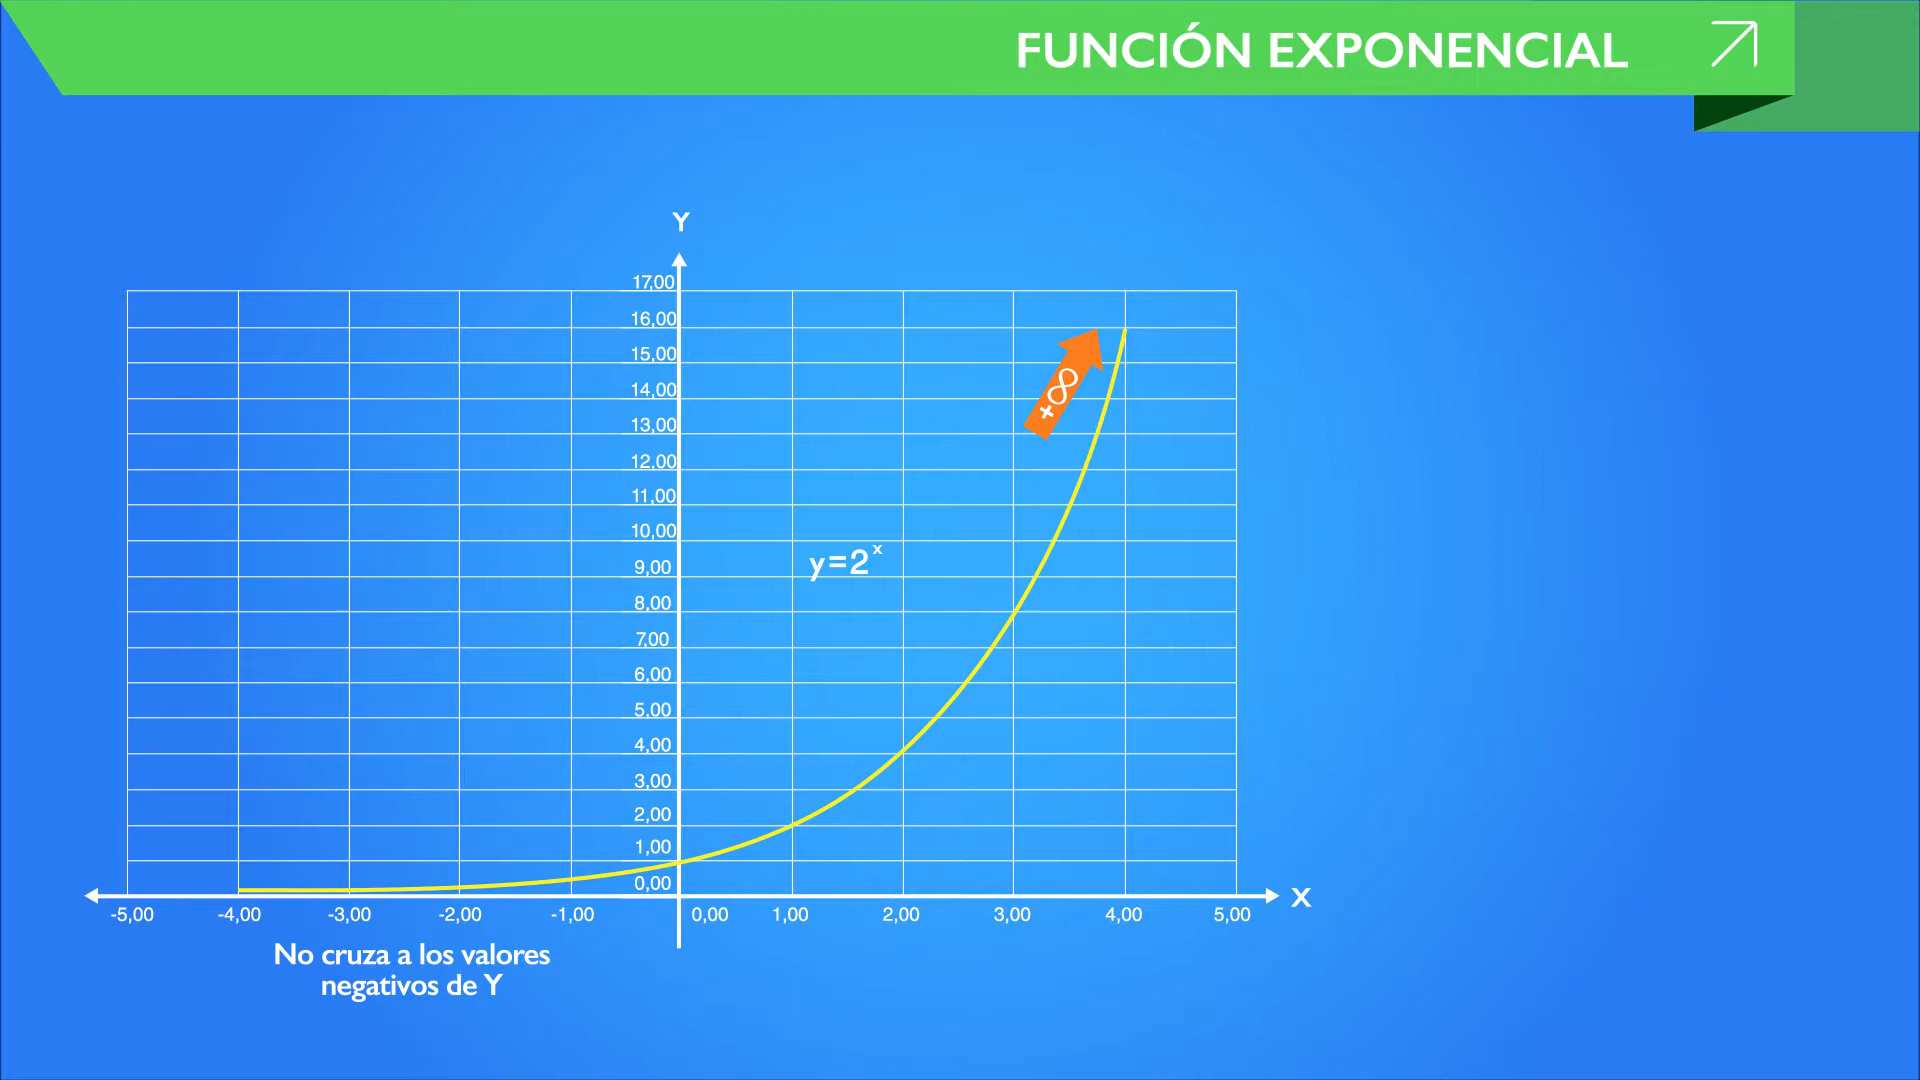 FUNCIÓN EXPONENCIAL
Y
17,00
16,00
15,00
14,00
+∞
13,00
12,00
11,00
10,00
y=2ˣ
9,00
8,00
7,00
6,00
5,00
4,00
3,00
2,00
1,00
0,00
X
-5,00 -4,00 -3,00 -2,00 -1,00 0,00 1,00 2,00 3,00 4,00 5,00
No cruza a los valores
negativos de Y